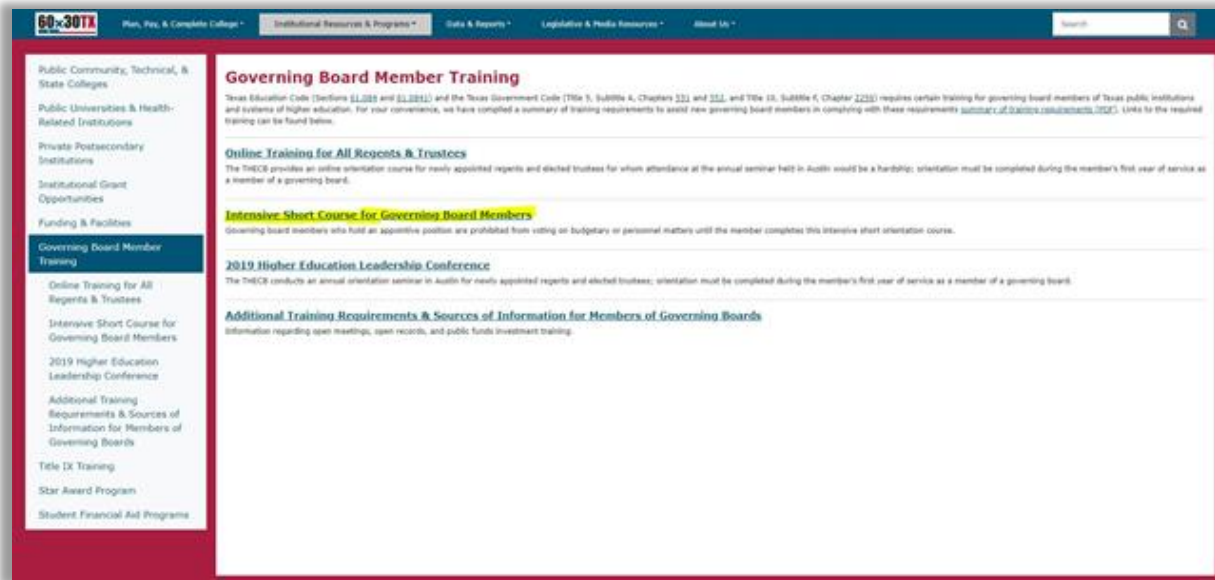 60x30TX
Plan, Pay, & Complete College
Institutional Resources & Programs
Data & Reports
Legislative & Media Resources
About Us
Search
Public Community, Technical, &
State Colleges
Public Universities & Health-
Related Institutions
Private Postsecondary
Institutions
Institutional Grant
Opportunities
Funding & Facilities
Governing Board Member
Training
Online Training for All
Regents & Trustees
Intensive Short Course for
Governing Board Members
2019 Higher Education
Leadership Conference
Additional Training
Requirements & Sources of
Information for Members of
Governing Boards
Title IX Training
Star Award Program
Student Financial Aid Programs
Governing Board Member Training
Texas Education Code (Sections 61.084 and 61.0841) and the Texas Government Code (Title 5, Subtitle A, Chapters 551 and 552, and Title 10, Subtitle F, Chapter 2256) requires certain training for governing board members of Texas public institutions
and systems of higher education. For your convenience, we have compiled a summary of training requirements to assist new governing board members in complying with these requirements summary of training requirements (PDF). Links to the required
training can be found below.
Online Training for All Regents & Trustees
The THECB provides an online orientation course for newly appointed regents and elected trustees for whom attendance at the annual seminar held in Austin would be a hardship; orientation must be completed during the member's first year of service as
a member of a governing board.
Intensive Short Course for Governing Board Members
Governing board members who hold an appointive position are prohibited from voting on budgetary or personnel matters until the member completes this intensive short orientation course.
2019 Higher Education Leadership Conference
The THECB conducts an annual orientation seminar in Austin for newly appointed regents and elected trustees; orientation must be completed during the member's first year of service as a member of a governing board.
Additional Training Requirements & Sources of Information for Members of Governing Boards
Information regarding open meetings, open records, and public funds investment training.